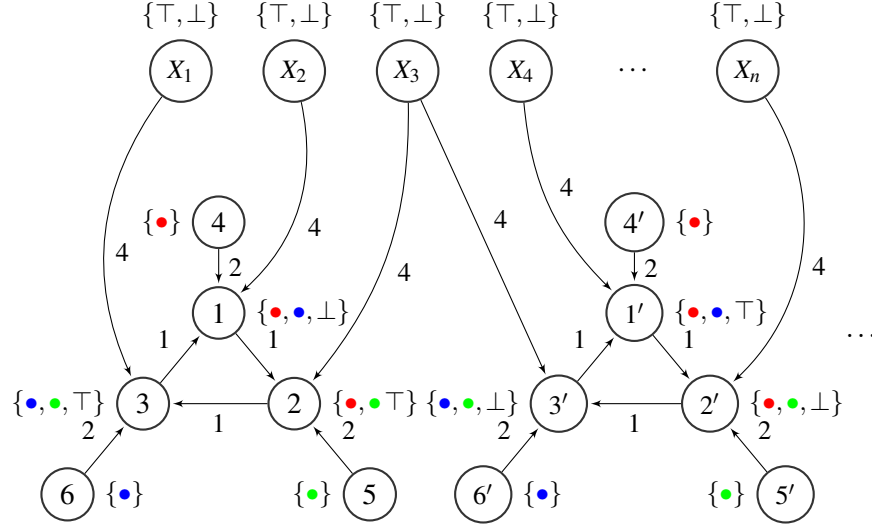 {⊤, ⊥} {⊤, ⊥} {⊤, ⊥} {⊤, ⊥} {⊤, ⊥}
X₁ X₂ X₃ X₄ ... Xₙ
4 4 4 4 4 4
{•} 4 2 4′ {•} 2
1 {•, •, ⊥} 1′ {•, •, ⊤}
1 1 1 1 ...
{•, •, ⊤} 3 2 {•, •⊤} {•, •, ⊥} 3′ 2′ {•, •, ⊥}
2 1 2 2 1 2
6 {•} {•} 5 6′ {•} {•} 5′